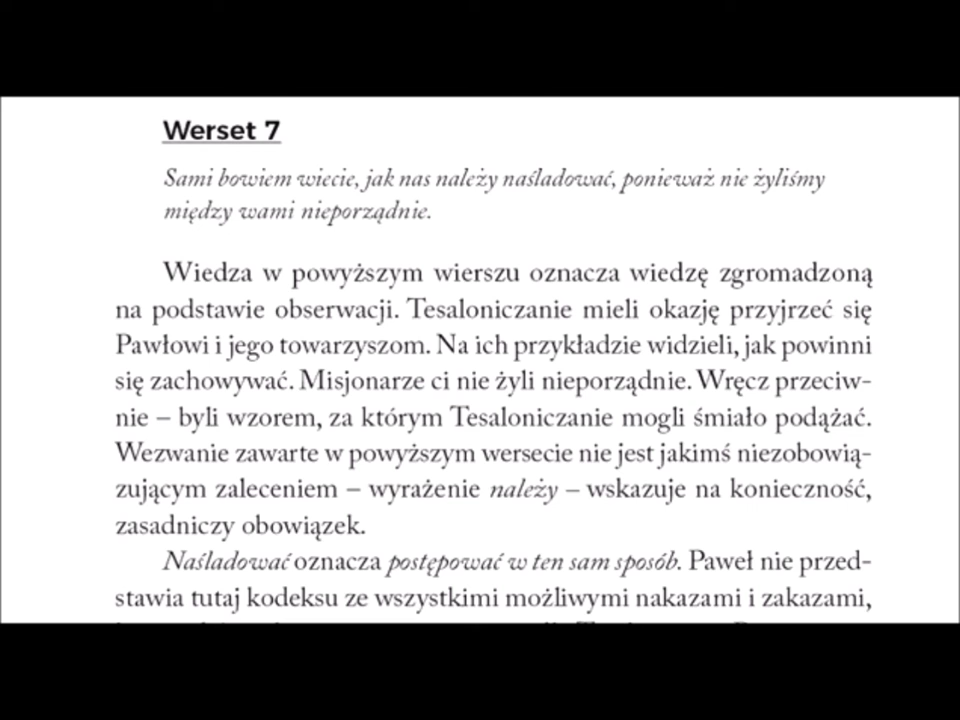 Werset 7
Sami bowiem wiecie, jak nas należy naśladować, ponieważ nie żyliśmy
między wami nieporządnie.
Wiedza w powyższym wierszu oznacza wiedzę zgromadzoną
na podstawie obserwacji. Tesaloniczanie mieli okazję przyjrzeć się
Pawłowi i jego towarzyszom. Na ich przykładzie widzieli, jak powinni
się zachowywać. Misjonarze ci nie żyli nieporządnie. Wręcz przeciw-
nie – byli wzorem, za którym Tesaloniczanie mogli śmiało podążać.
Wezwanie zawarte w powyższym wersecie nie jest jakimś niezobowią-
zującym zaleceniem – wyrażenie należy – wskazuje na konieczność,
zasadniczy obowiązek.
Naśladować oznacza postępować w ten sam sposób. Paweł nie przed-
stawia tutaj kodeksu ze wszystkimi możliwymi nakazami i zakazami,